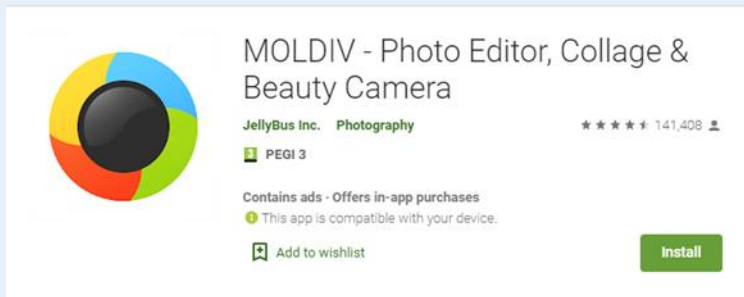 MOLDIV - Photo Editor, Collage &
Beauty Camera
JellyBus Inc. Photography 141,408
3 PEGI 3
Contains ads · Offers in-app purchases
This app is compatible with your device.
Add to wishlist
Install